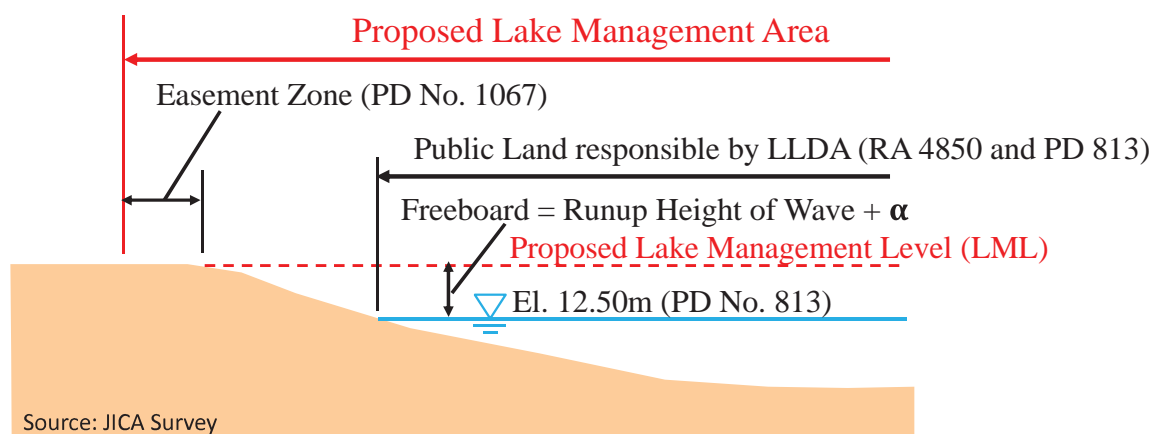 Proposed Lake Management Area
Easement Zone (PD No. 1067)
Public Land responsible by LLDA (RA 4850 and PD 813)
Freeboard = Runup Height of Wave + α
Proposed Lake Management Level (LML)
El. 12.50m (PD No. 813)
Source: JICA Survey